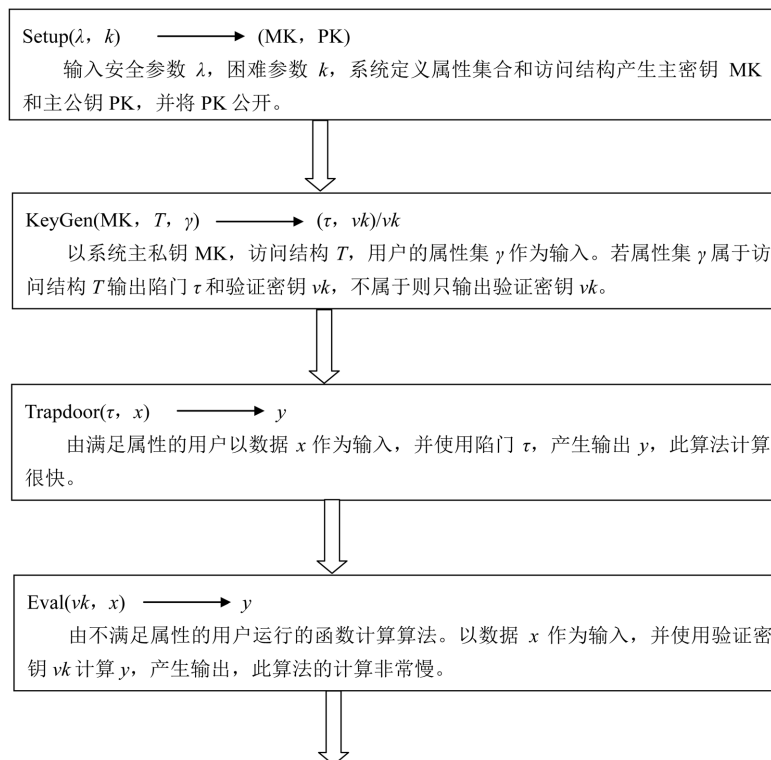 Setup(λ，k) ⟶ (MK，PK)
输入安全参数 λ，困难参数 k，系统定义属性集合和访问结构产生主密钥 MK
和主公钥 PK，并将 PK 公开。
KeyGen(MK，T，γ) ⟶ (τ，vk)/vk
以系统主私钥 MK，访问结构 T，用户的属性集 γ 作为输入。若属性集 γ 属于访
问结构 T 输出陷门 τ 和验证密钥 vk，不属于则只输出验证密钥 vk。
Trapdoor(τ，x) ⟶ y
由满足属性的用户以数据 x 作为输入，并使用陷门 τ，产生输出 y，此算法计算
很快。
Eval(vk，x) ⟶ y
由不满足属性的用户运行的函数计算算法。以数据 x 作为输入，并使用验证密
钥 vk 计算 y，产生输出，此算法的计算非常慢。